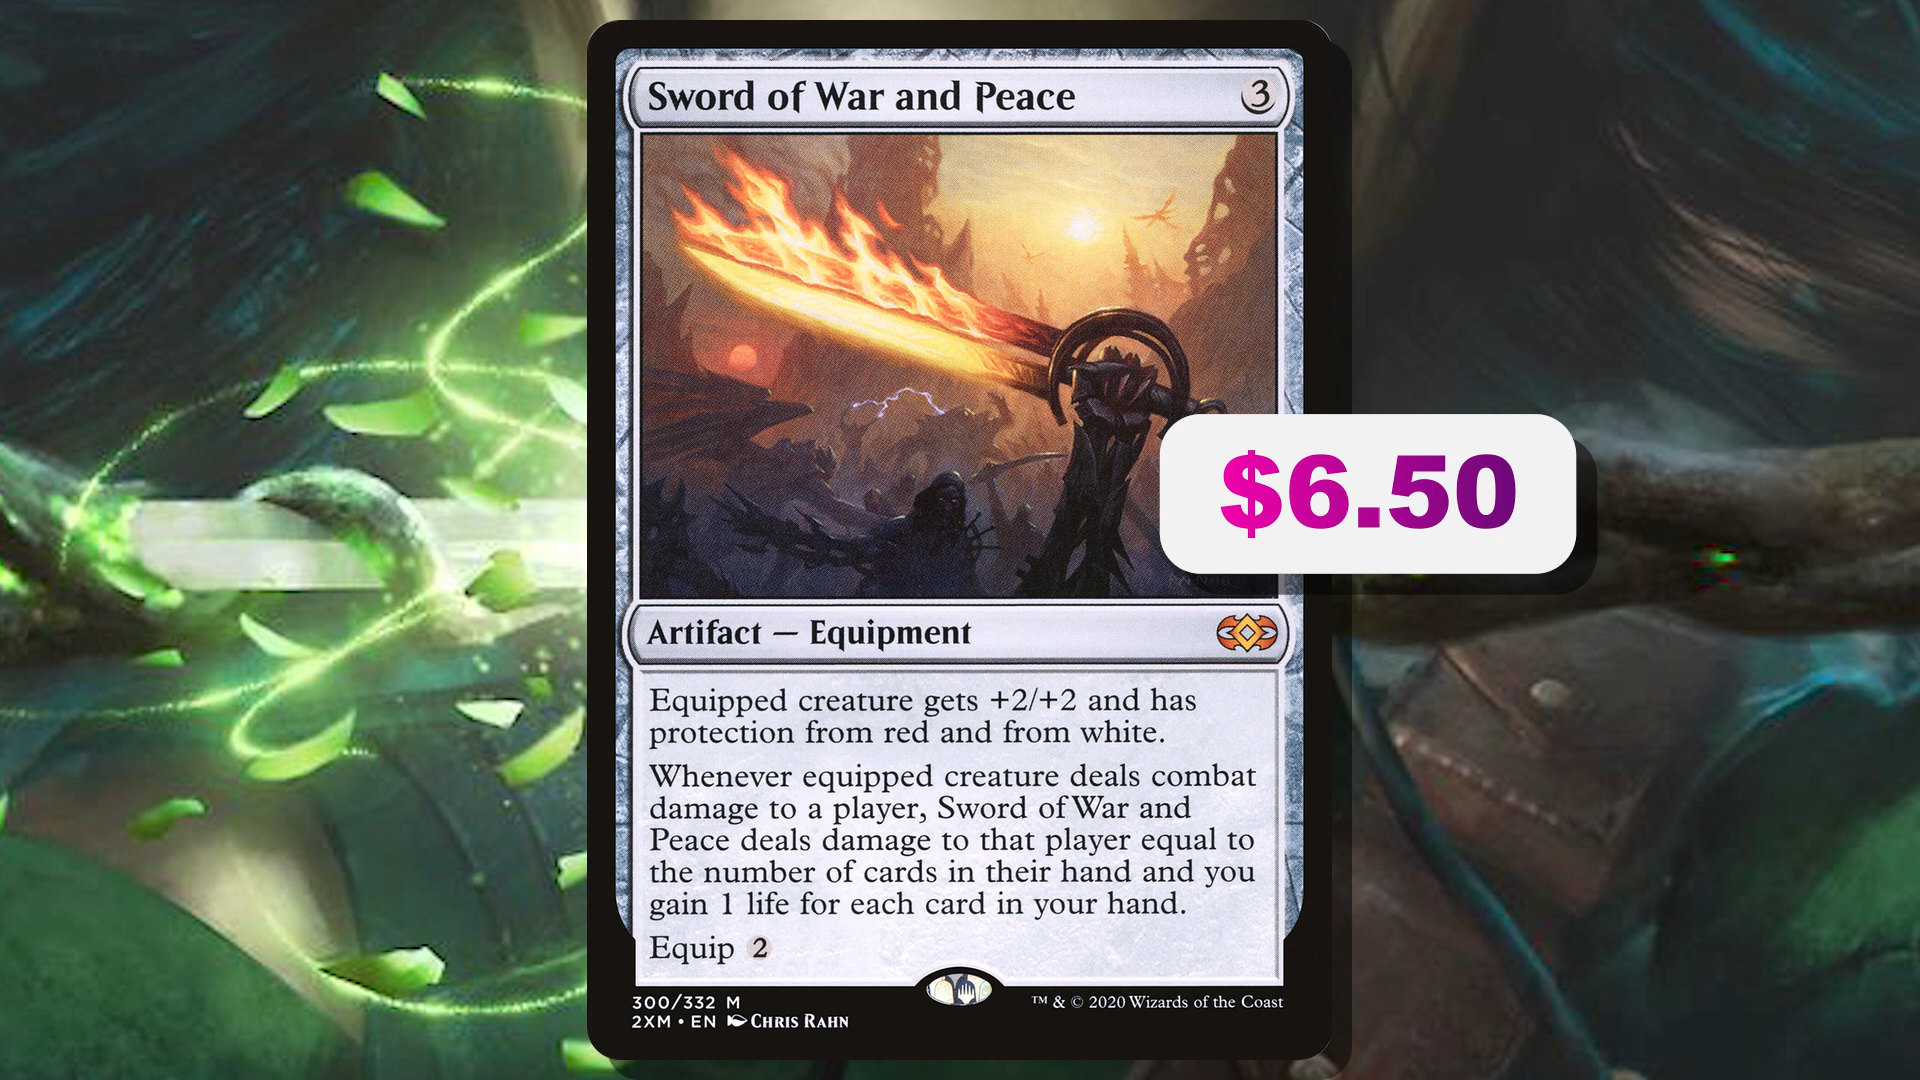 Sword of War and Peace 3
$6.50
Artifact — Equipment
Equipped creature gets +2/+2 and has
protection from red and from white.
Whenever equipped creature deals combat
damage to a player, Sword of War and
Peace deals damage to that player equal to
the number of cards in their hand and you
gain 1 life for each card in your hand.
Equip 2
300/332 M
™ & © 2020 Wizards of the Coast
2XM • EN Chris Rahn